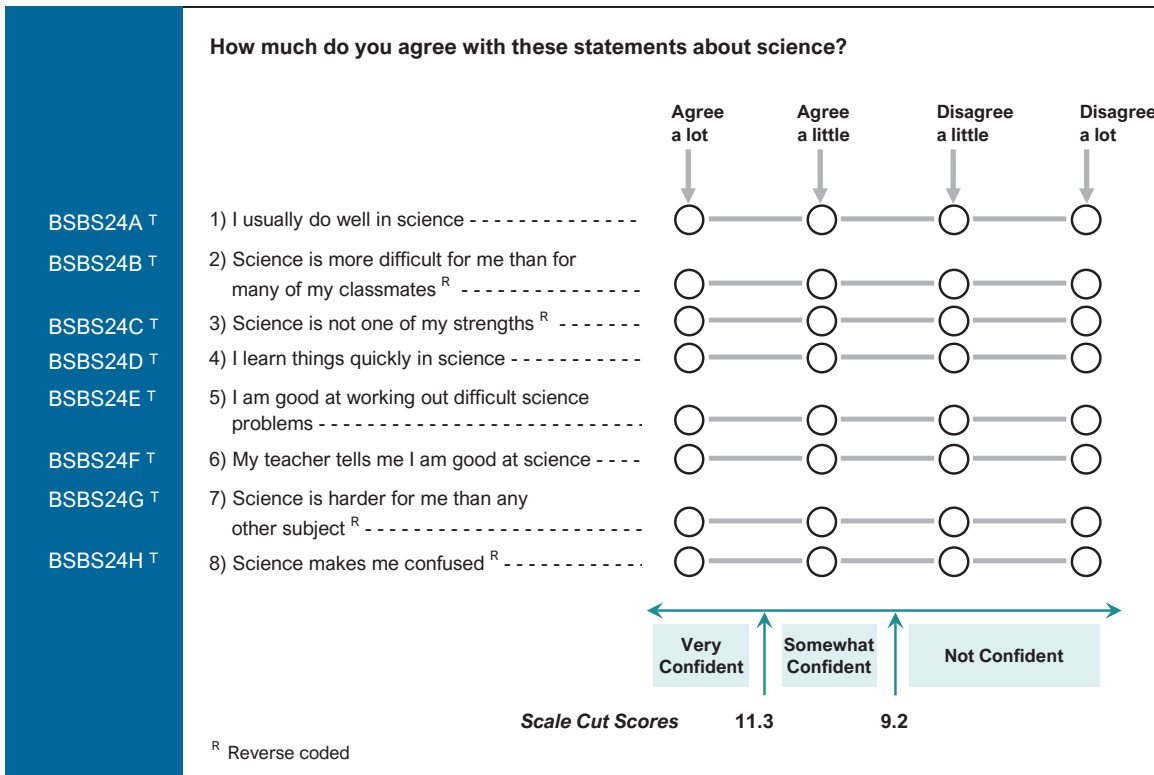 How much do you agree with these statements about science?
Agree a lot
Agree a little
Disagree a little
Disagree a lot
BSBS24A T 1) I usually do well in science - - - - - - - - - - - - - -
BSBS24B T 2) Science is more difficult for me than for
many of my classmates R - - - - - - - - - - - - - - -
BSBS24C T 3) Science is not one of my strengths R - - - - - - -
BSBS24D T 4) I learn things quickly in science - - - - - - - - - - -
BSBS24E T 5) I am good at working out difficult science
problems - - - - - - - - - - - - - - - - - - - - - - - - - - -
BSBS24F T 6) My teacher tells me I am good at science - - - -
BSBS24G T 7) Science is harder for me than any
other subject R - - - - - - - - - - - - - - - - - - - - - - -
BSBS24H T 8) Science makes me confused R - - - - - - - - - - - -
Very Confident
Somewhat Confident
Not Confident
Scale Cut Scores 11.3 9.2
R Reverse coded